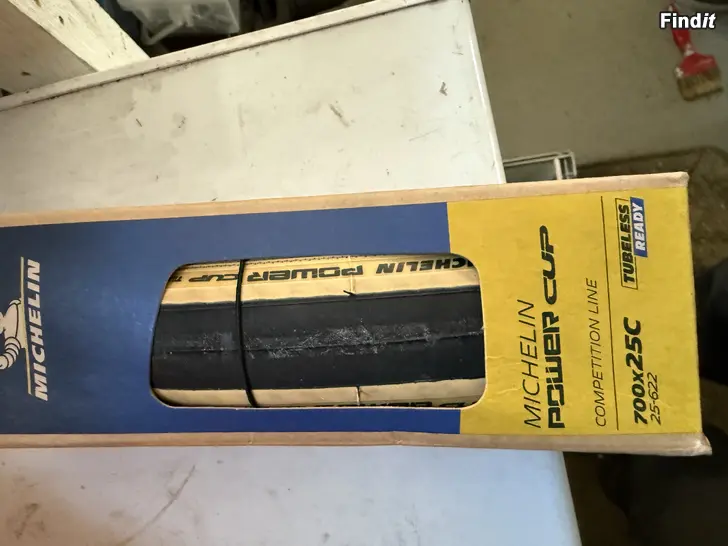 Findit
MICHELIN
MICHELIN POWER CUP
MICHELIN
POWER CUP
COMPETITION LINE
TUBELESS
READY
700x25C
25-622